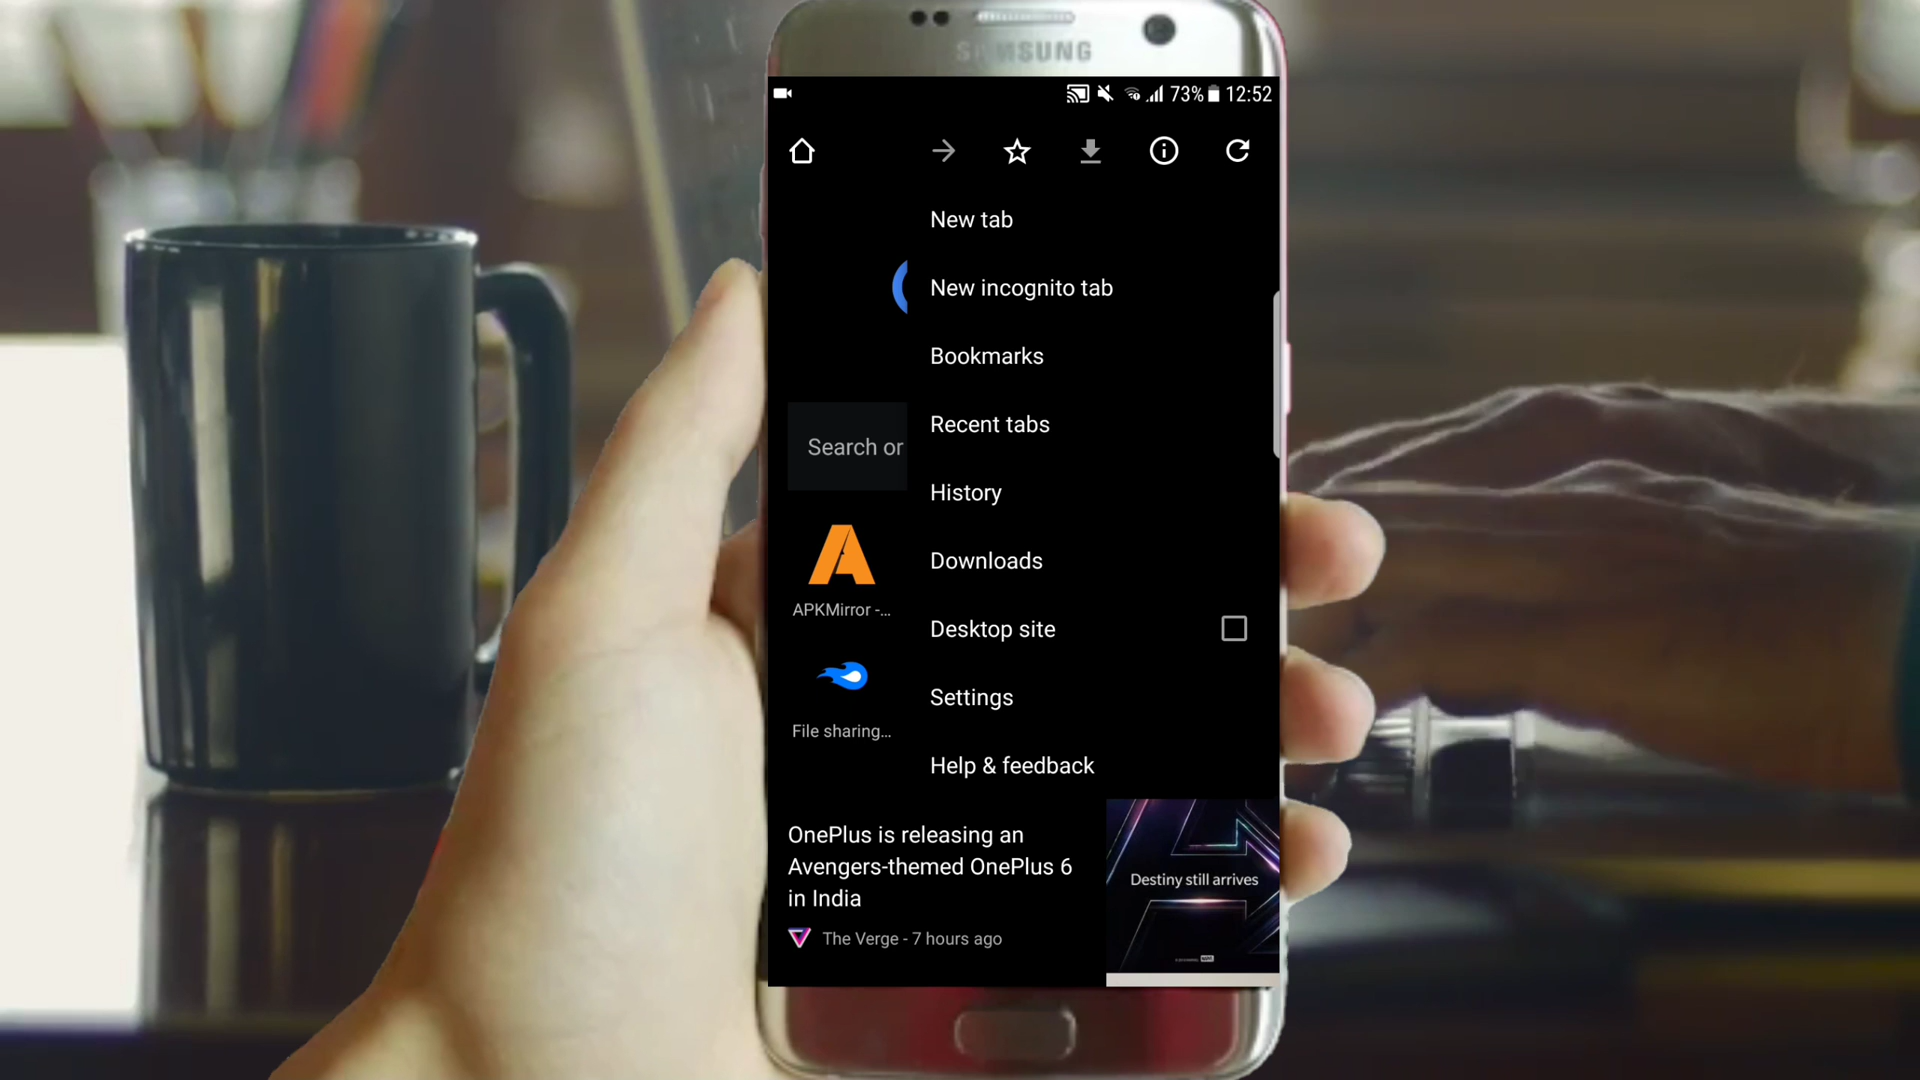 SAMSUNG
73% 12:52
New tab
New incognito tab
Bookmarks
Recent tabs
History
Downloads
Desktop site
Settings
Help & feedback
Search or
APKMirror -...
File sharing...
OnePlus is releasing an
Avengers-themed OnePlus 6
in India
The Verge - 7 hours ago
Destiny still arrives